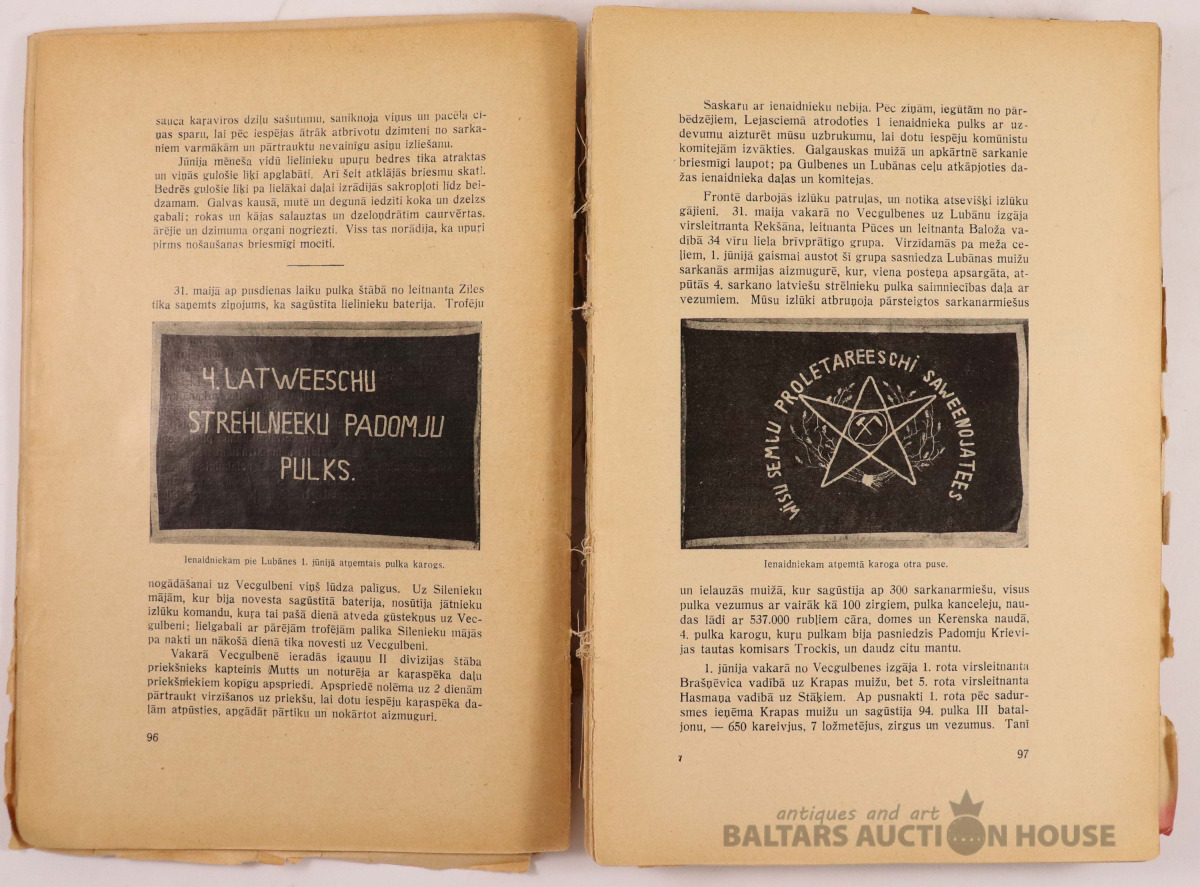 sauca kaŗavīros dziļu sašutumu, saniknoja viņus un pacēla cī-
ņas sparu, lai pēc iespējas ātrāk atbrīvotu dzimteni no sarka-
niem varmākām un pārtrauktu nevainīgu asiņu izliešanu.
Jūnija mēneša vidū lielinieku upuŗu bedres tika atraktas
un viņās gulošie līķi apglabāti. Arī šeit atklājās briesmu skati.
Bedrēs gulošie līķi pa lielākai daļai izrādījās sakropļoti līdz bei-
dzamam. Galvas kausā, mutē un degunā iedzīti koka un dzelzs
gabali; rokas un kājas salauztas un dzeloņdrātīm caurvērtas,
ārējie un dzimuma organi nogriezti. Viss tas norādīja, ka upuŗi
pirms nošaušanas briesmīgi mocīti.
31. maijā ap pusdienas laiku pulka štābā no leitnanta Zīles
tika saņemts ziņojums, ka sagūstīta lielinieku baterija. Trofēju
4. LATWEESCHU
STREHLNEEKU PADOMJU
PULKS.
Ienaidniekam pie Lubānes 1. jūnijā atņemtais pulka karogs.
nogādāšanai uz Vecgulbeni viņš lūdza palīgus. Uz Silenieku
mājām, kur bija novesta sagūstītā baterija, nosūtīja jātnieku
izlūku komandu, kuŗa tai pašā dienā atveda gūstekņus uz Vec-
gulbeni; lielgabali ar pārējām trofējām palika Silenieku mājās
pa nakti un nākošā dienā tika novesti uz Vecgulbeni.
Vakarā Vecgulbenē ieradās igauņu II divīzijas štāba
priekšnieks kapteinis Mutts un noturēja ar kaŗaspēka daļu
priekšniekiem kopīgu apspriedi. Apspriedē nolēma uz 2 dienām
pārtraukt virzīšanos uz priekšu, lai dotu iespēju kaŗaspēka da-
ļām atpūsties, apgādāt pārtiku un nokārtot aizmuguri.
96
Saskaru ar ienaidnieku nebija. Pēc ziņām, iegūtām no pār-
bēdzējiem, Lejasciemā atrodoties 1 ienaidnieka pulks ar uz-
devumu aizturēt mūsu uzbrukumu, lai dotu iespēju komūnistu
komitejām izvākties. Galgauskas muižā un apkārtnē sarkanie
briesmīgi laupot; pa Gulbenes un Lubānas ceļu atkāpjoties da-
žas ienaidnieka daļas un komitejas.
Frontē darbojās izlūku patruļas, un notika atsevišķi izlūku
gājieni. 31. maija vakarā no Vecgulbenes uz Lubānu izgāja
virsleitnanta Rekšāna, leitnanta Pūces un leitnanta Baloža va-
dībā 34 vīru liela brīvprātīgo grupa. Virzīdamās pa meža ce-
ļiem, 1. jūnijā gaismai austot šī grupa sasniedza Lubānas muižu
sarkanās armijas aizmugurē, kur, viena posteņa apsargāta, at-
pūtās 4. sarkano latviešu strēlnieku pulka saimniecības daļa ar
vezumiem. Mūsu izlūki atbruņoja pārsteigtos sarkanarmiešus
WISU SEMJU PROLETAREESCHI SAWEENOJATEES
Ienaidniekam atņemtā karoga otra puse.
un ielauzās muižā, kur sagūstīja ap 300 sarkanarmiešu, visus
pulka vezumus ar vairāk kā 100 zirgiem, pulka kanceleju, nau-
das lādi ar 537.000 rubļiem cāra, domes un Kerenska naudā,
4. pulka karogu, kuŗu pulkam bija pasniedzis Padomju Krievi-
jas tautas komisars Trockis, un daudz citu mantu.
1. jūnija vakarā no Vecgulbenes izgāja 1. rota virsleitnanta
Brašņēvica vadībā uz Krapas muižu, bet 5. rota virsleitnanta
Hasmaņa vadībā uz Stāķiem. Ap pusnakti 1. rota pēc sadur-
smes ieņēma Krapas muižu un sagūstīja 94. pulka III batal-
jonu, — 650 kareivjus, 7 ložmetējus, zirgus un vezumus. Tanī
7
97
antiques and art
BALTARS AUCTION HOUSE